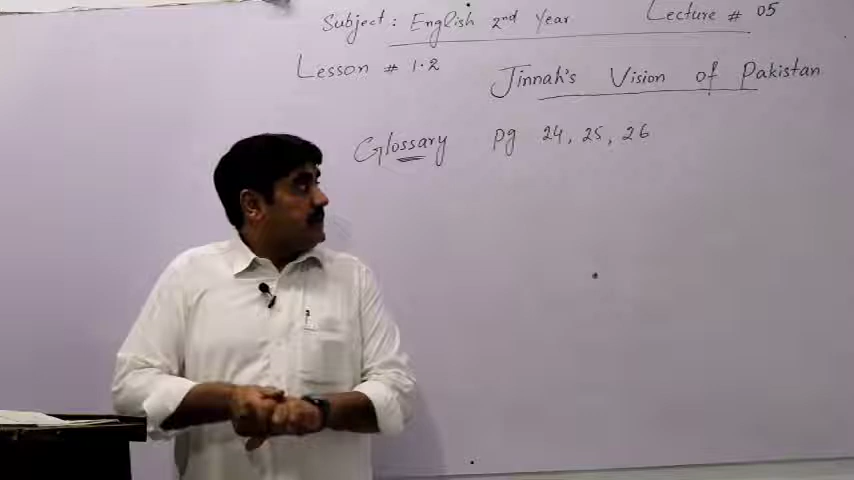 Subject: English 2nd Year Lecture # 05
Lesson # 1.2
Jinnah's Vision of Pakistan
Glossary pg 24, 25, 26